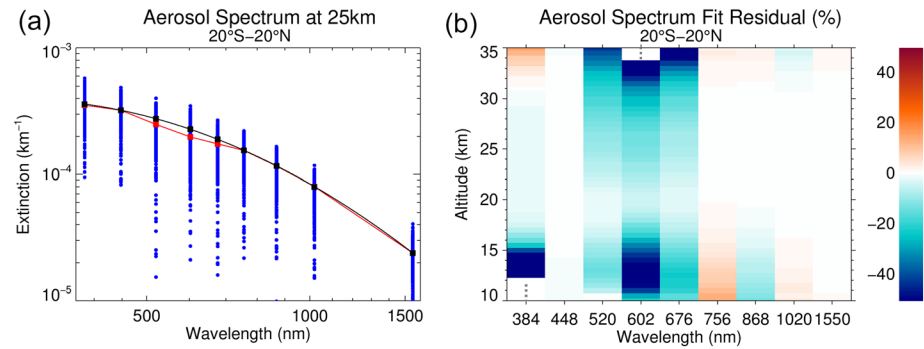 (a)
Aerosol Spectrum at 25km
20°S−20°N
10⁻³
10⁻⁴
10⁻⁵
Extinction (km⁻¹)
500 1000 1500
Wavelength (nm)
(b)
Aerosol Spectrum Fit Residual (%)
20°S−20°N
35
30
25
20
15
10
Altitude (km)
384 448 520 602 676 756 868 1020 1550
Wavelength (nm)
40
20
0
−20
−40